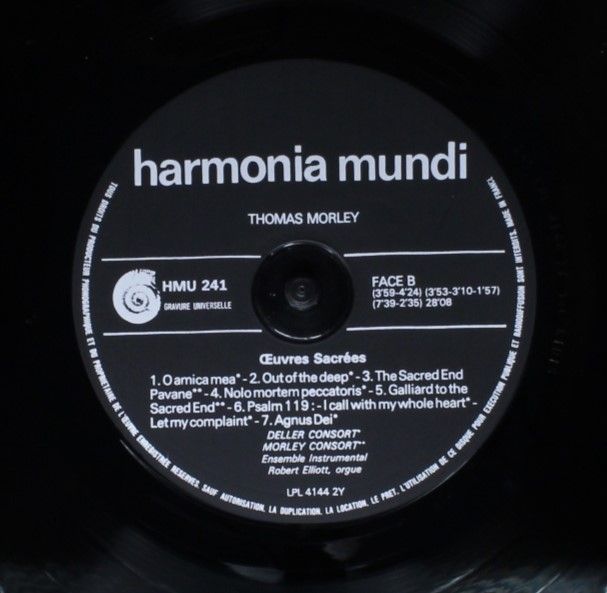 harmonia mundi
THOMAS MORLEY
HMU 241
GRAVURE UNIVERSELLE
FACE B
(3'59-4'24) (3'53-3'10-1'57)
(7'39-2'35) 28'08
Œuvres Sacrées
1. O amica mea* - 2. Out of the deep* - 3. The Sacred End
Pavane** - 4. Nolo mortem peccatoris* - 5. Galliard to the
Sacred End** - 6. Psalm 119 : - I call with my whole heart* -
Let my complaint* - 7. Agnus Dei*
DELLER CONSORT*
MORLEY CONSORT**
Ensemble Instrumental
Robert Elliott, orgue
LPL 4144 2Y
TOUS DROITS DU PRODUCTEUR PHONOGRAPHIQUE ET DU PROPRIETAIRE DE L'ŒUVRE ENREGISTREE RESERVES. SAUF AUTORISATION, LA DUPLICATION, LA LOCATION, LE PRET, L'UTILISATION DE CE DISQUE POUR EXECUTION PUBLIQUE ET RADIODIFFUSION SONT INTERDITS. MADE IN FRANCE